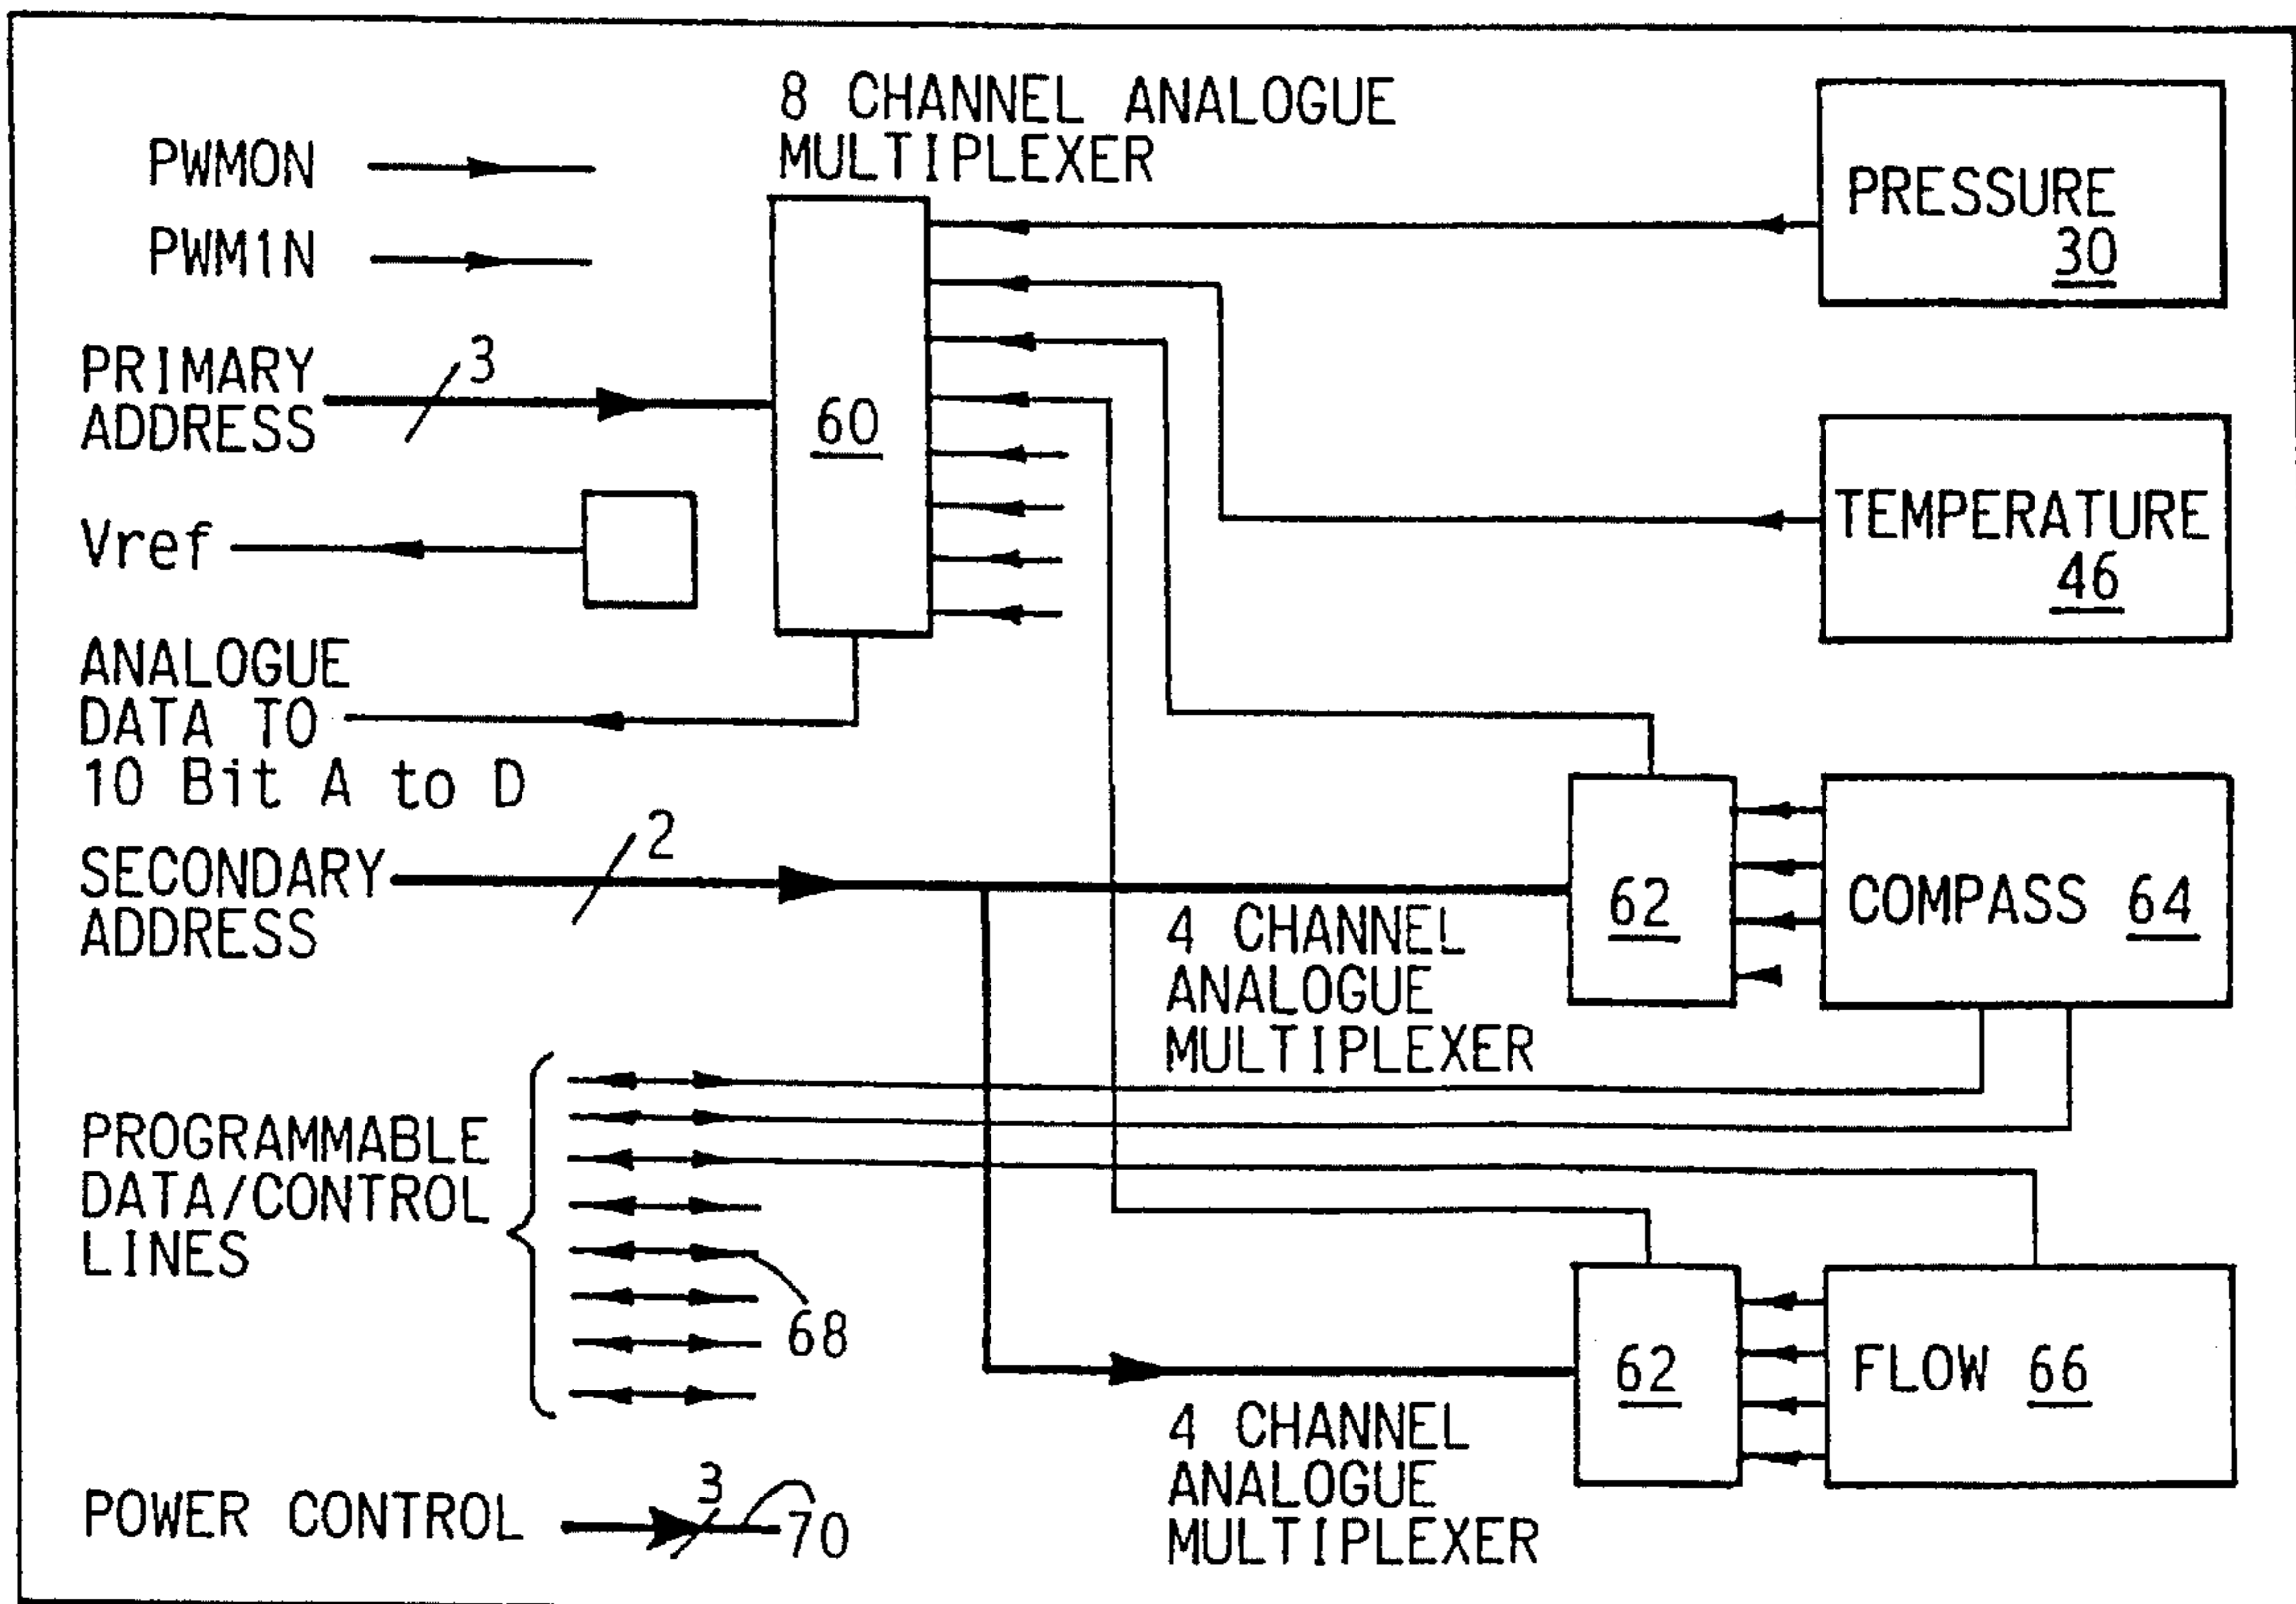 8 CHANNEL ANALOGUE
MULTIPLEXER
PWMON
PWM1N
PRIMARY
ADDRESS
3
60
PRESSURE
30
Vref
TEMPERATURE
46
ANALOGUE
DATA TO
10 Bit A to D
SECONDARY
ADDRESS
2
62
COMPASS 64
4 CHANNEL
ANALOGUE
MULTIPLEXER
PROGRAMMABLE
DATA/CONTROL
LINES
68
62
FLOW 66
4 CHANNEL
ANALOGUE
MULTIPLEXER
POWER CONTROL
3
70